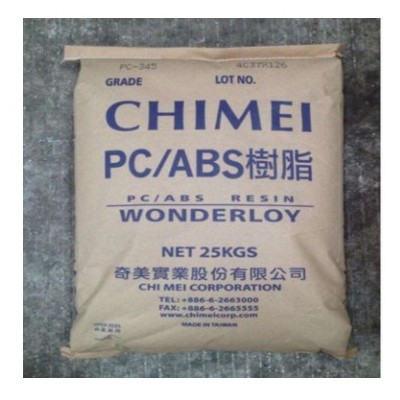 PC-345
GRADE LOT NO.
CHIMEI
PC/ABS樹脂
PC/ABS RESIN
WONDERLOY
NET 25KGS
奇美實業股份有限公司
CHI MEI CORPORATION
TEL: +886-6-2663000
FAX: +886-6-2665555
www.chimeicorp.com
MADE IN TAIWAN